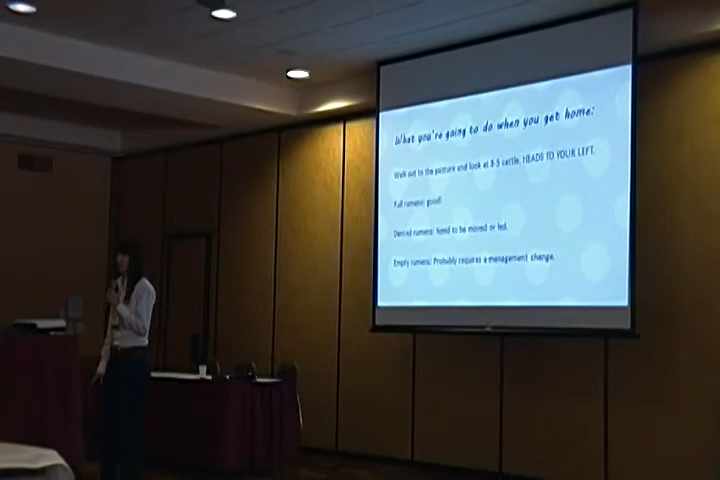 What you're going to do when you get home:
Walk out to the pasture and look at 3-5 cattle. HEADS TO YOUR LEFT.
Full rumens: good!
Dented rumens: Need to be moved or fed.
Empty rumens: Probably requires a management change.